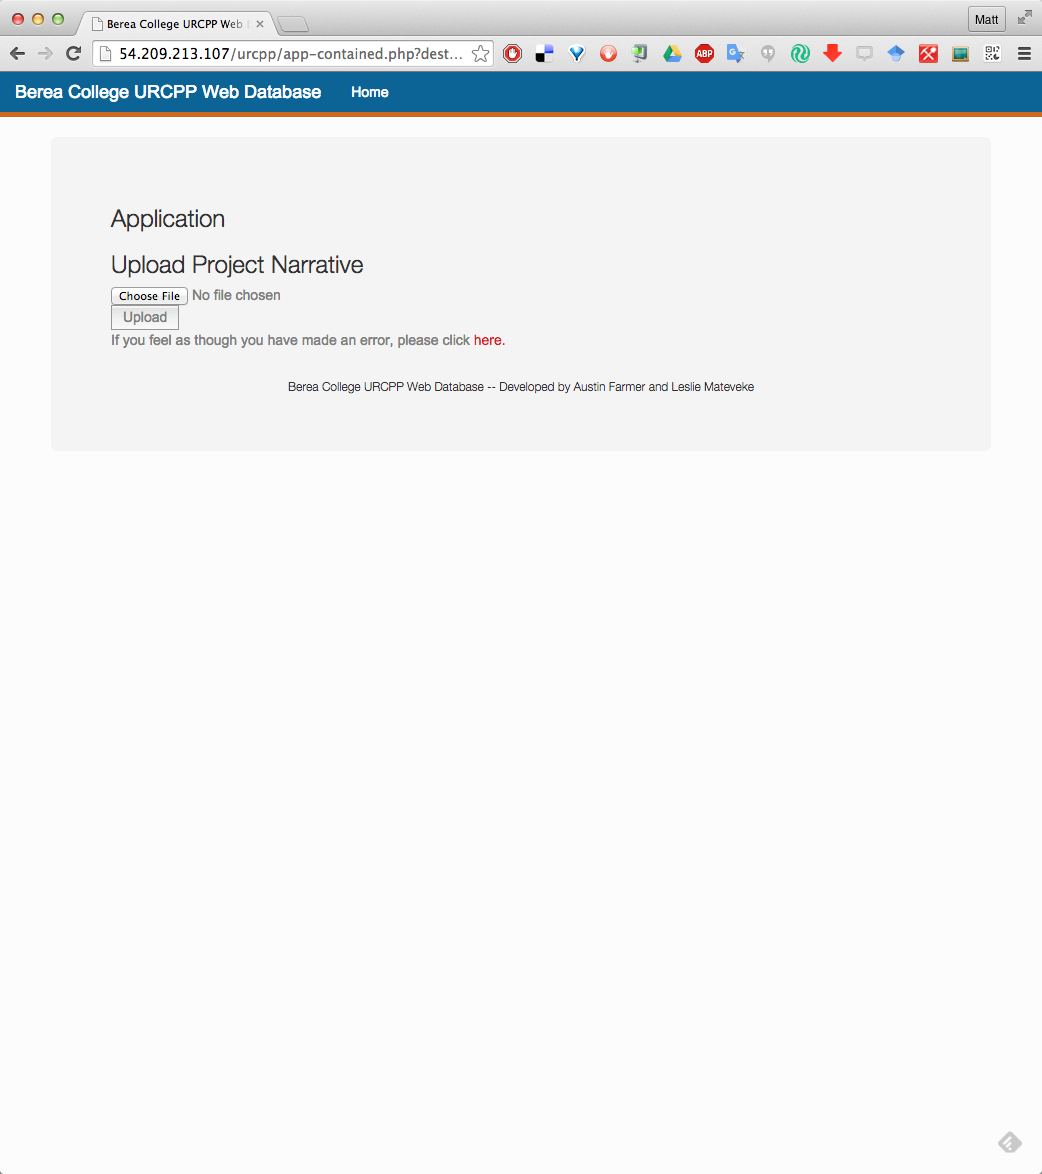 Berea College URCPP Web
Matt
54.209.213.107/urcpp/app-contained.php?dest...
ABP
Berea College URCPP Web Database Home
Application
Upload Project Narrative
Choose File No file chosen
Upload
If you feel as though you have made an error, please click here.
Berea College URCPP Web Database -- Developed by Austin Farmer and Leslie Mateveke